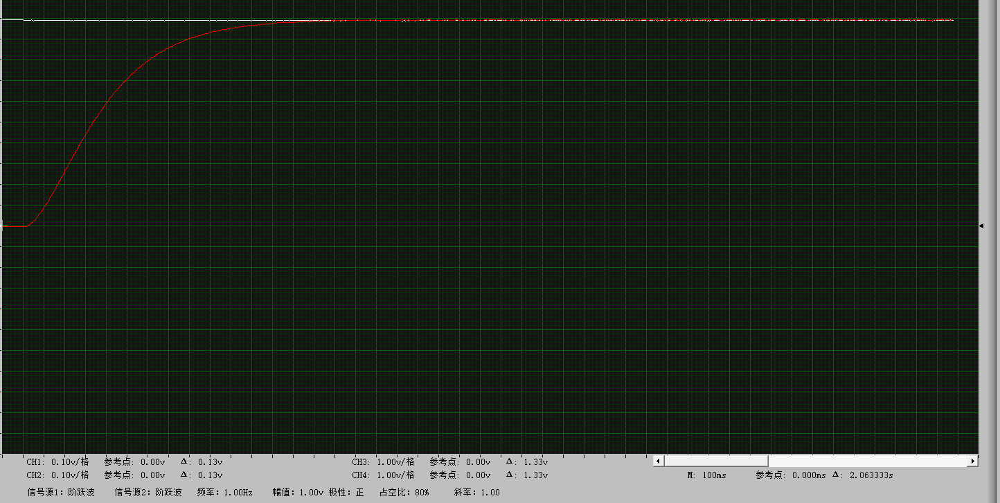 CH1: 0.10v/格 参考点: 0.00v Δ: 0.13v CH3: 1.00v/格 参考点: 0.00v Δ: 1.33v
CH2: 0.10v/格 参考点: 0.00v Δ: 0.13v CH4: 1.00v/格 参考点: 0.00v Δ: 1.33v M: 100ms 参考点: 0.000ms Δ: 2.063333s
信号源1: 阶跃波 信号源2: 阶跃波 频率: 1.00Hz 幅值: 1.00v 极性: 正 占空比: 80% 斜率: 1.00